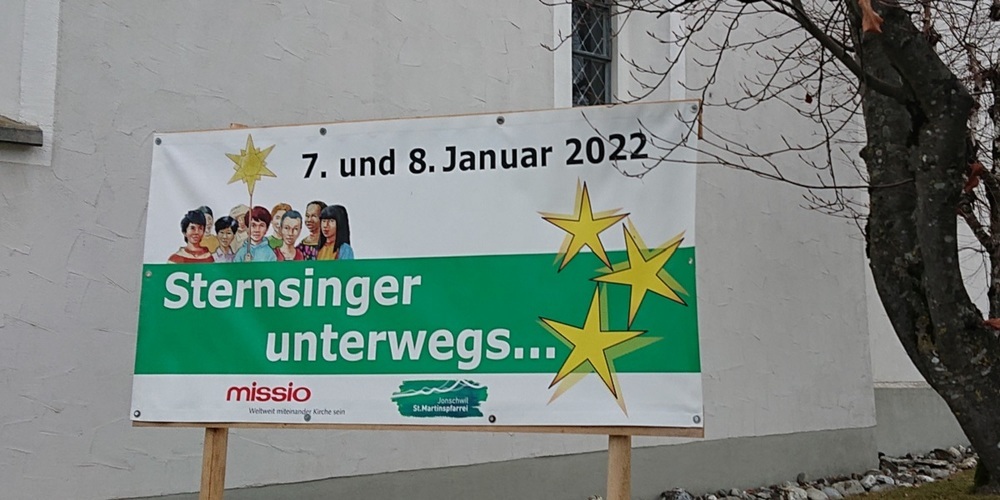 7. und 8. Januar 2022
Sternsinger
unterwegs...
missio
Weltweit miteinander Kirche sein
Jonschwil
St.Martinspfarrei